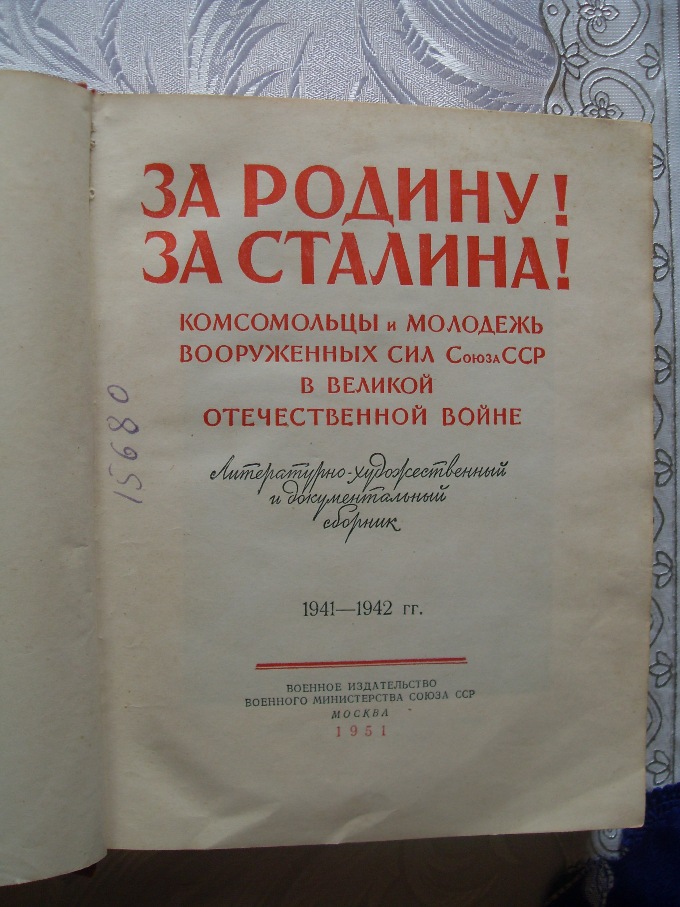 ЗА РОДИНУ!
ЗА СТАЛИНА!
КОМСОМОЛЬЦЫ и МОЛОДЕЖЬ
ВООРУЖЕННЫХ СИЛ СОЮЗА ССР
В ВЕЛИКОЙ
ОТЕЧЕСТВЕННОЙ ВОЙНЕ
Литературно-художественный
и документальный
сборник
1941—1942 гг.
ВОЕННОЕ ИЗДАТЕЛЬСТВО
ВОЕННОГО МИНИСТЕРСТВА СОЮЗА ССР
МОСКВА
1951
15680